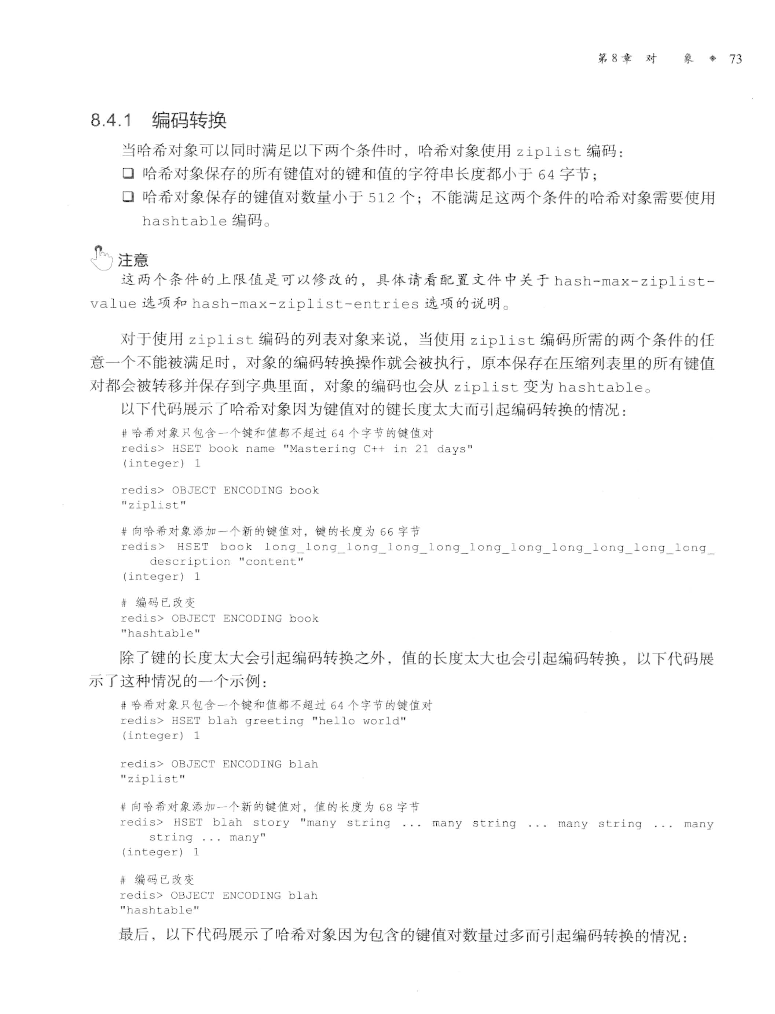 第8章 对 象 ◈ 73
8.4.1 编码转换
当哈希对象可以同时满足以下两个条件时，哈希对象使用 ziplist 编码：
❑ 哈希对象保存的所有键值对的键和值的字符串长度都小于 64 字节；
❑ 哈希对象保存的键值对数量小于 512 个；不能满足这两个条件的哈希对象需要使用
hashtable 编码。
注意
这两个条件的上限值是可以修改的，具体请看配置文件中关于 hash-max-ziplist-
value 选项和 hash-max-ziplist-entries 选项的说明。
对于使用 ziplist 编码的列表对象来说，当使用 ziplist 编码所需的两个条件的任
意一个不能被满足时，对象的编码转换操作就会被执行，原本保存在压缩列表里的所有键值
对都会被转移并保存到字典里面，对象的编码也会从 ziplist 变为 hashtable。
以下代码展示了哈希对象因为键值对的键长度太大而引起编码转换的情况：
# 哈希对象只包含一个键和值都不超过 64 个字节的键值对
redis> HSET book name "Mastering C++ in 21 days"
(integer) 1
redis> OBJECT ENCODING book
"ziplist"
# 向哈希对象添加一个新的键值对，键的长度为 66 字节
redis> HSET book long_long_long_long_long_long_long_long_long_long_long_
description "content"
(integer) 1
# 编码已改变
redis> OBJECT ENCODING book
"hashtable"
除了键的长度太大会引起编码转换之外，值的长度太大也会引起编码转换，以下代码展
示了这种情况的一个示例：
# 哈希对象只包含一个键和值都不超过 64 个字节的键值对
redis> HSET blah greeting "hello world"
(integer) 1
redis> OBJECT ENCODING blah
"ziplist"
# 向哈希对象添加一个新的键值对，值的长度为 68 字节
redis> HSET blah story "many string ... many string ... many string ... many
string ... many"
(integer) 1
# 编码已改变
redis> OBJECT ENCODING blah
"hashtable"
最后，以下代码展示了哈希对象因为包含的键值对数量过多而引起编码转换的情况：